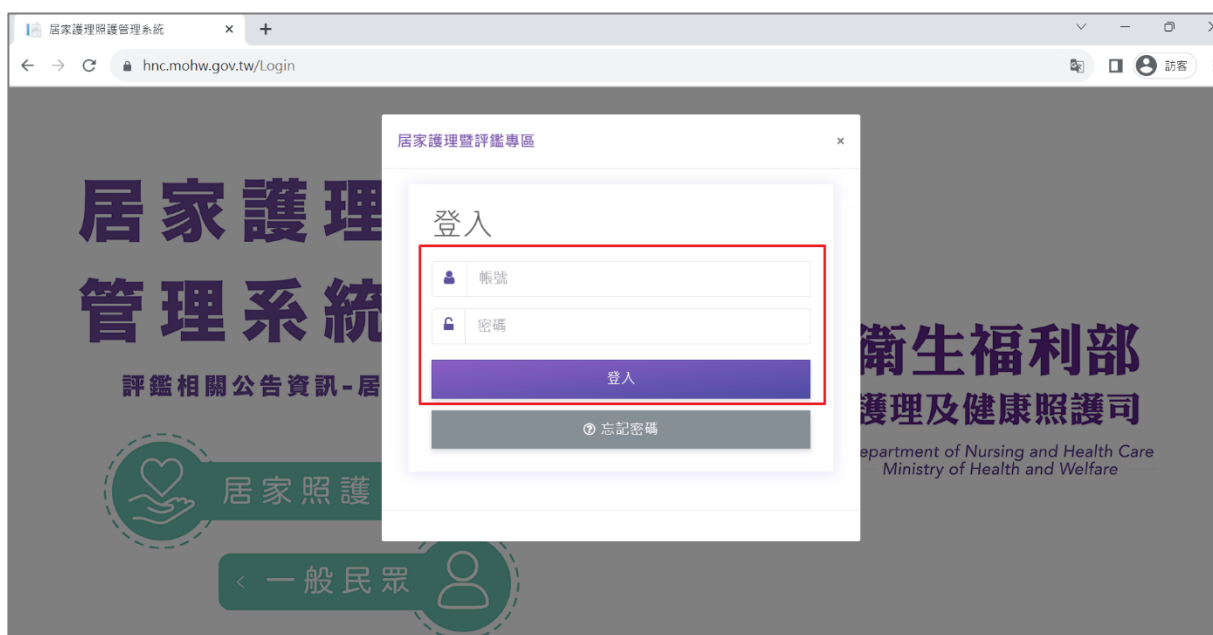 居家護理照護管理系統
hnc.mohw.gov.tw/Login
訪客
居家護理暨評鑑專區
×
居家護理
登入
帳號
管理系統
密碼
衛生福利部
登入
評鑑相關公告資訊-居
護理及健康照護司
忘記密碼
epartment of Nursing and Health Care
Ministry of Health and Welfare
居家照護
< 一般民眾